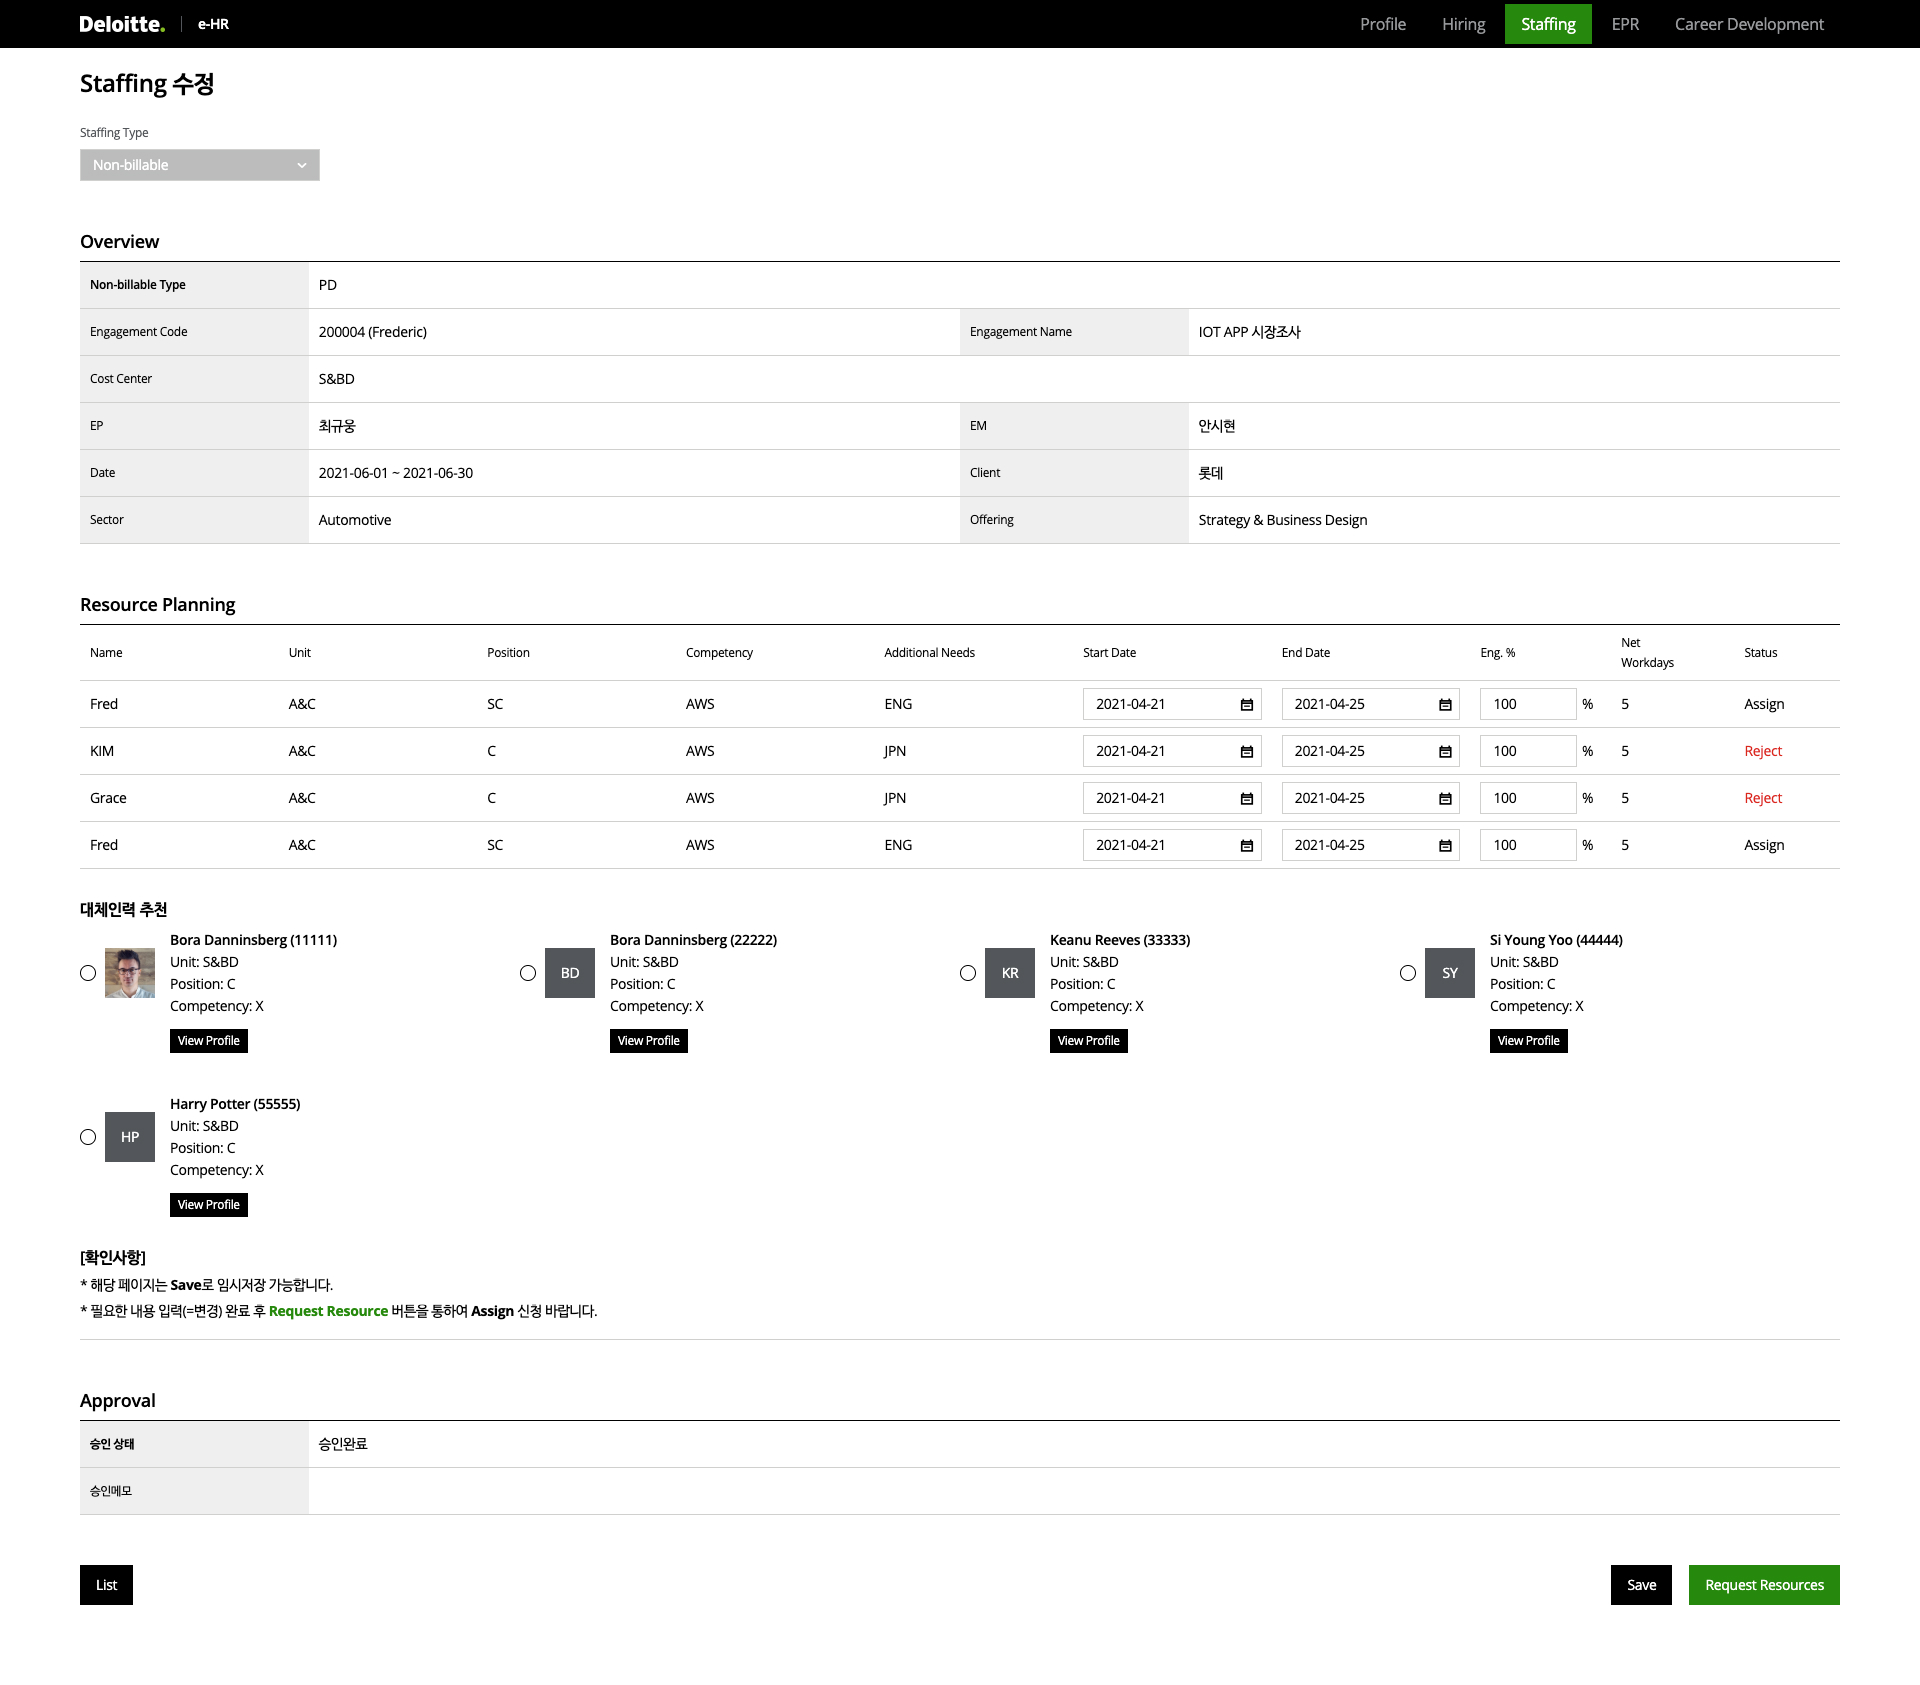 Deloitte. e-HR Profile Hiring Staffing EPR Career Development
Staffing 수정
Staffing Type
Non-billable
Overview
Non-billable Type PD
Engagement Code 200004 (Frederic) Engagement Name IOT APP 시장조사
Cost Center S&BD
EP 최규웅 EM 안시현
Date 2021-06-01 ~ 2021-06-30 Client 롯데
Sector Automotive Offering Strategy & Business Design
Resource Planning
Name Unit Position Competency Additional Needs Start Date End Date Eng. % Net Workdays Status
Fred A&C SC AWS ENG 2021-04-21 2021-04-25 100 % 5 Assign
KIM A&C C AWS JPN 2021-04-21 2021-04-25 100 % 5 Reject
Grace A&C C AWS JPN 2021-04-21 2021-04-25 100 % 5 Reject
Fred A&C SC AWS ENG 2021-04-21 2021-04-25 100 % 5 Assign
대체인력 추천
Bora Danninsberg (11111)
Unit: S&BD
Position: C
Competency: X
View Profile
BD
Bora Danninsberg (22222)
Unit: S&BD
Position: C
Competency: X
View Profile
KR
Keanu Reeves (33333)
Unit: S&BD
Position: C
Competency: X
View Profile
SY
Si Young Yoo (44444)
Unit: S&BD
Position: C
Competency: X
View Profile
HP
Harry Potter (55555)
Unit: S&BD
Position: C
Competency: X
View Profile
[확인사항]
* 해당 페이지는 Save로 임시저장 가능합니다.
* 필요한 내용 입력(=변경) 완료 후 Request Resource 버튼을 통하여 Assign 신청 바랍니다.
Approval
승인 상태 승인완료
승인메모
List Save Request Resources